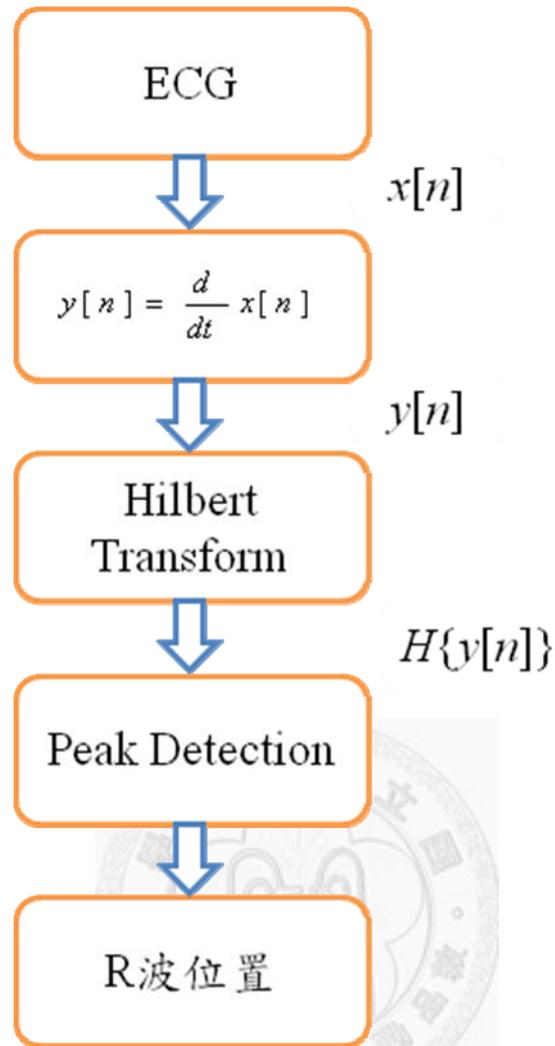 ECG
x[n]
y[n] = d/dt x[n]
y[n]
Hilbert
Transform
H{y[n]}
Peak Detection
R波位置